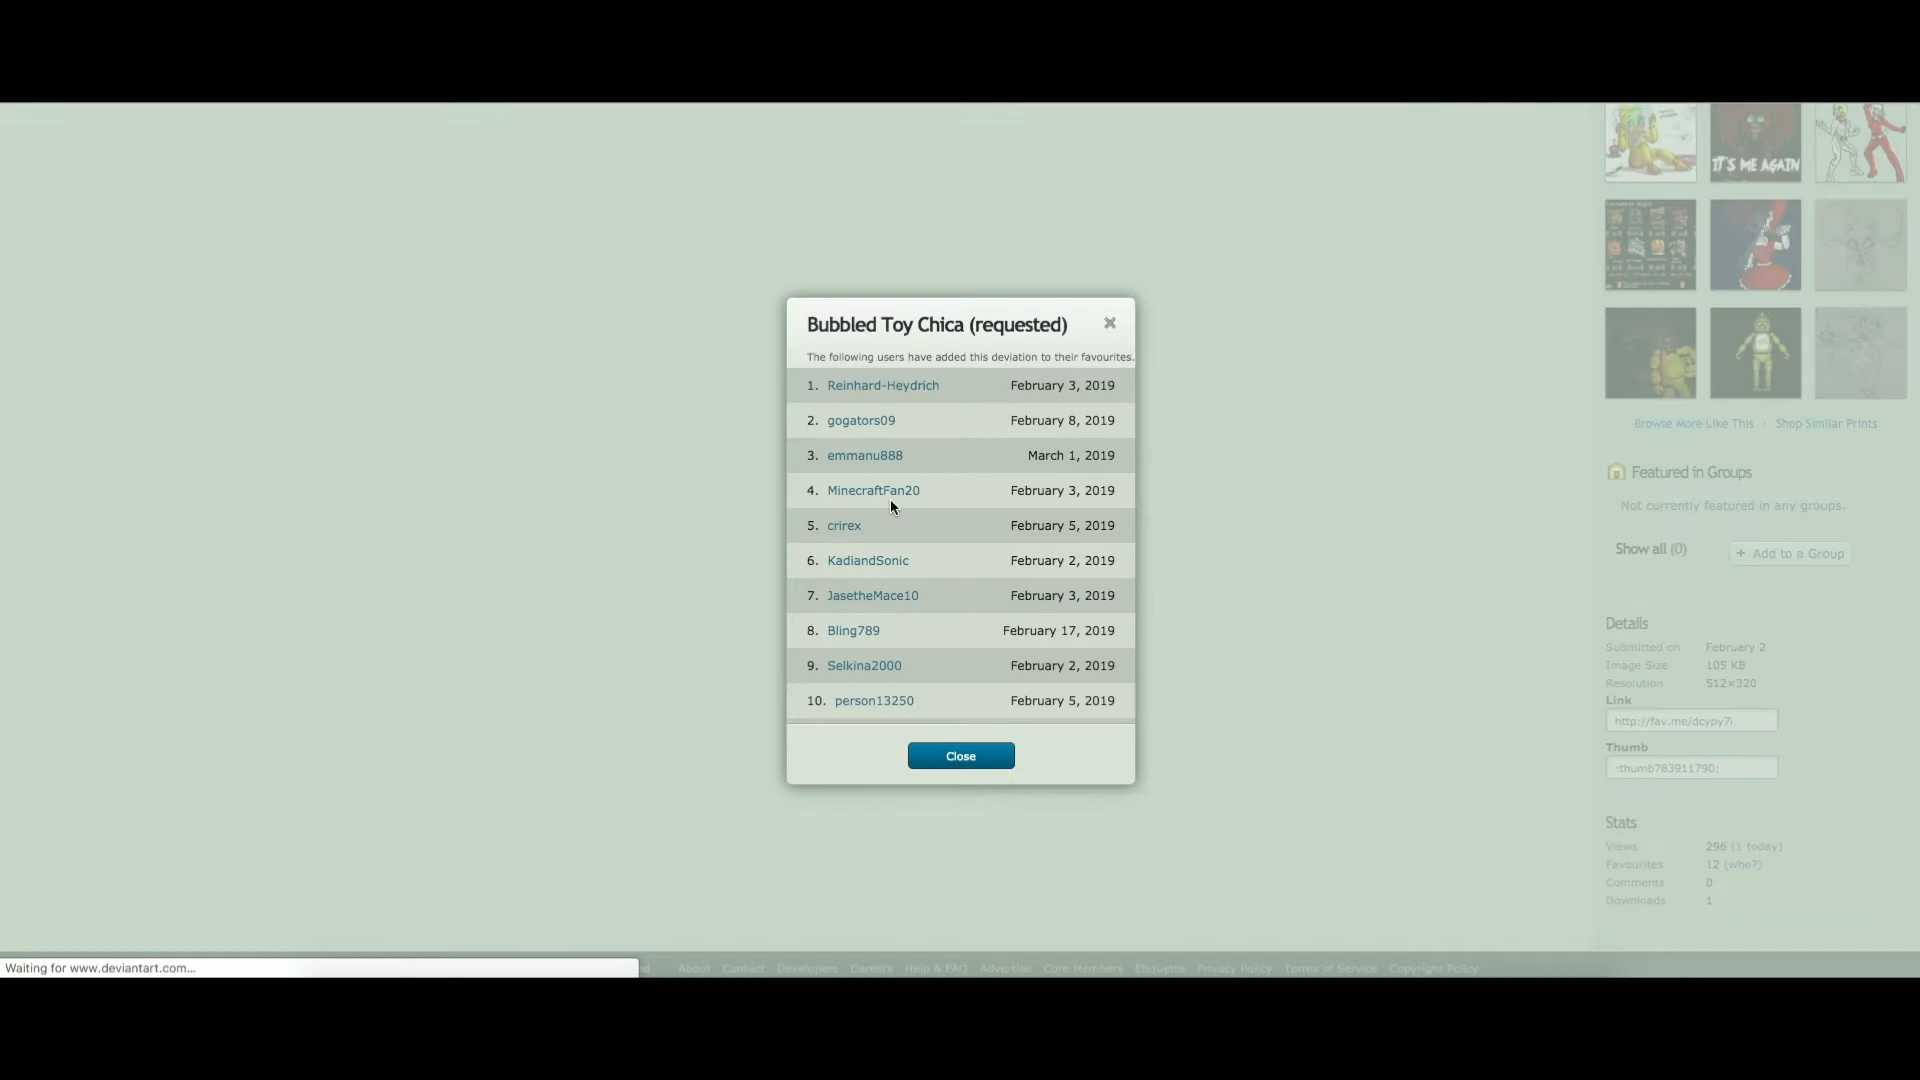 IT'S ME AGAIN
Bubbled Toy Chica (requested)
The following users have added this deviation to their favourites.
1. Reinhard-Heydrich February 3, 2019
2. gogators09 February 8, 2019
3. emmanu888 March 1, 2019
4. MinecraftFan20 February 3, 2019
5. crirex February 5, 2019
6. KadiandSonic February 2, 2019
7. JasetheMace10 February 3, 2019
8. Bling789 February 17, 2019
9. Selkina2000 February 2, 2019
10. person13250 February 5, 2019
Close
Browse More Like This · Shop Similar Prints
Featured in Groups
Not currently featured in any groups.
Show all (0) + Add to a Group
Details
Submitted on February 2
Image Size 105 KB
Resolution 512×320
Link
http://fav.me/dcypy7i
Thumb
:thumb783911790:
Stats
Views 296 (1 today)
Favourites 12 (who?)
Comments 0
Downloads 1
Waiting for www.deviantart.com...
About Contact Developers Careers Help & FAQ Advertise Core Members Etiquette Privacy Policy Terms of Service Copyright Policy